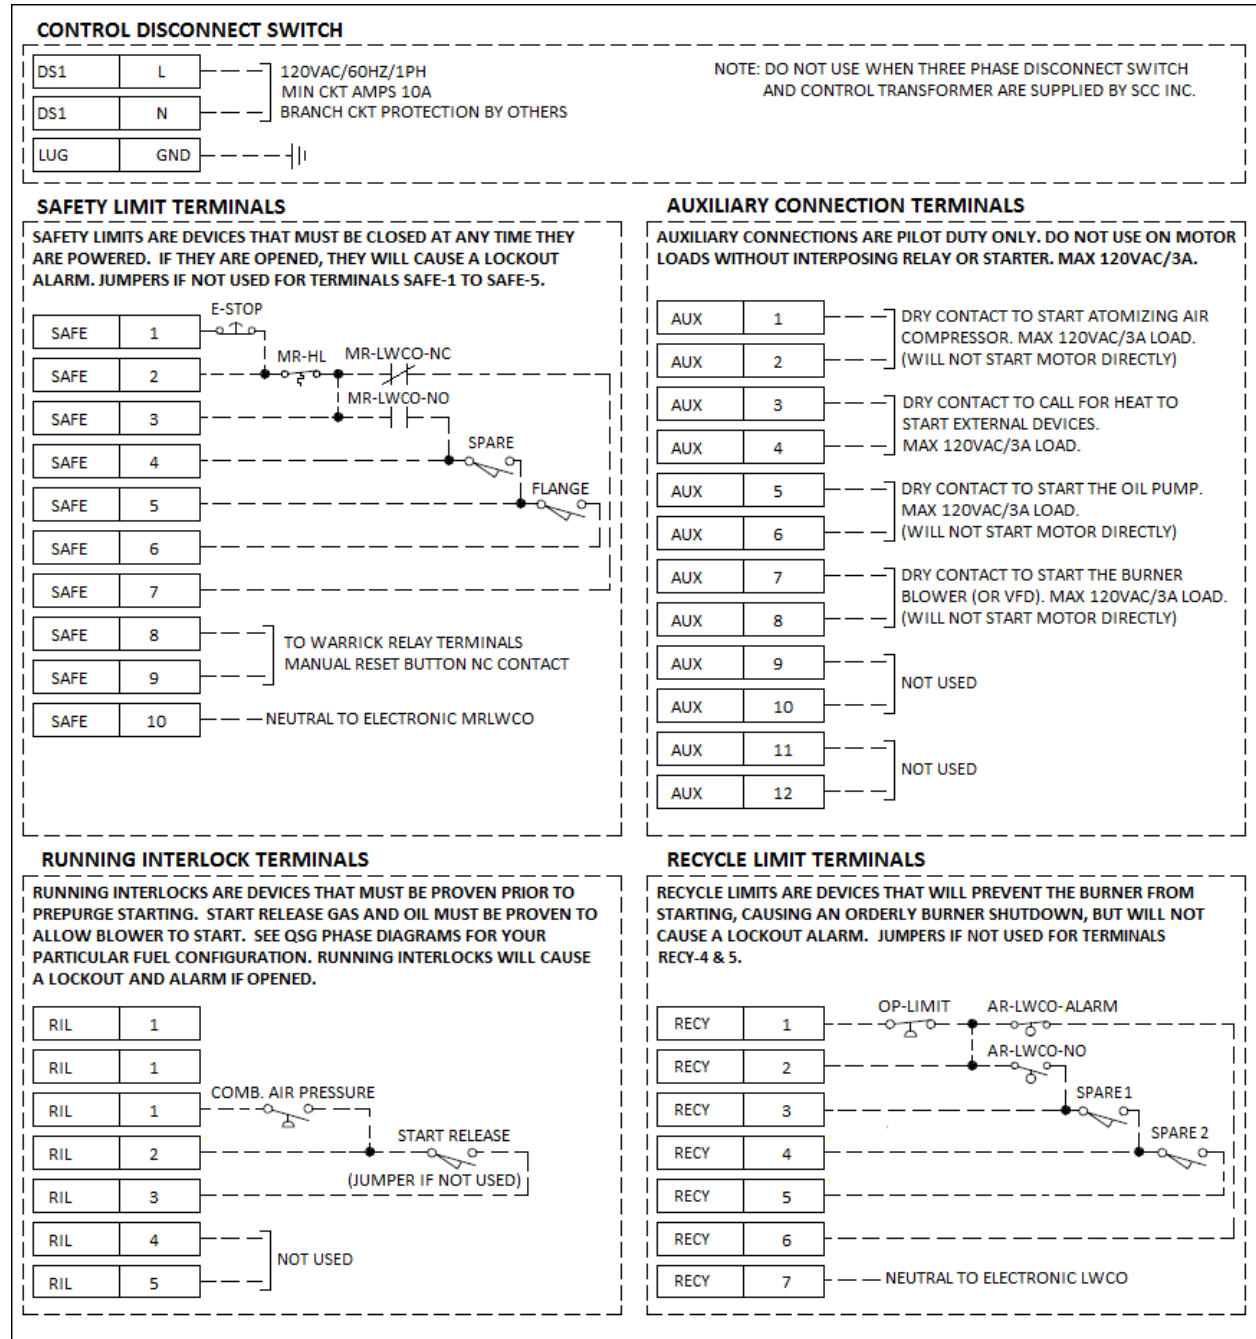 CONTROL DISCONNECT SWITCH
DS1 L
120VAC/60HZ/1PH
MIN CKT AMPS 10A
DS1 N
BRANCH CKT PROTECTION BY OTHERS
LUG GND
NOTE: DO NOT USE WHEN THREE PHASE DISCONNECT SWITCH
AND CONTROL TRANSFORMER ARE SUPPLIED BY SCC INC.
SAFETY LIMIT TERMINALS
SAFETY LIMITS ARE DEVICES THAT MUST BE CLOSED AT ANY TIME THEY
ARE POWERED. IF THEY ARE OPENED, THEY WILL CAUSE A LOCKOUT
ALARM. JUMPERS IF NOT USED FOR TERMINALS SAFE-1 TO SAFE-5.
E-STOP
SAFE 1
MR-HL MR-LWCO-NC
SAFE 2
MR-LWCO-NO
SAFE 3
SPARE
SAFE 4
FLANGE
SAFE 5
SAFE 6
SAFE 7
SAFE 8
TO WARRICK RELAY TERMINALS
MANUAL RESET BUTTON NC CONTACT
SAFE 9
SAFE 10 NEUTRAL TO ELECTRONIC MRLWCO
AUXILIARY CONNECTION TERMINALS
AUXILIARY CONNECTIONS ARE PILOT DUTY ONLY. DO NOT USE ON MOTOR
LOADS WITHOUT INTERPOSING RELAY OR STARTER. MAX 120VAC/3A.
AUX 1 DRY CONTACT TO START ATOMIZING AIR
COMPRESSOR. MAX 120VAC/3A LOAD.
AUX 2 (WILL NOT START MOTOR DIRECTLY)
AUX 3 DRY CONTACT TO CALL FOR HEAT TO
START EXTERNAL DEVICES.
AUX 4 MAX 120VAC/3A LOAD.
AUX 5 DRY CONTACT TO START THE OIL PUMP.
MAX 120VAC/3A LOAD.
AUX 6 (WILL NOT START MOTOR DIRECTLY)
AUX 7 DRY CONTACT TO START THE BURNER
BLOWER (OR VFD). MAX 120VAC/3A LOAD.
AUX 8 (WILL NOT START MOTOR DIRECTLY)
AUX 9
NOT USED
AUX 10
AUX 11
NOT USED
AUX 12
RUNNING INTERLOCK TERMINALS
RUNNING INTERLOCKS ARE DEVICES THAT MUST BE PROVEN PRIOR TO
PREPURGE STARTING. START RELEASE GAS AND OIL MUST BE PROVEN TO
ALLOW BLOWER TO START. SEE QSG PHASE DIAGRAMS FOR YOUR
PARTICULAR FUEL CONFIGURATION. RUNNING INTERLOCKS WILL CAUSE
A LOCKOUT AND ALARM IF OPENED.
RIL 1
RIL 1
COMB. AIR PRESSURE
RIL 1
START RELEASE
RIL 2
(JUMPER IF NOT USED)
RIL 3
RIL 4
NOT USED
RIL 5
RECYCLE LIMIT TERMINALS
RECYCLE LIMITS ARE DEVICES THAT WILL PREVENT THE BURNER FROM
STARTING, CAUSING AN ORDERLY BURNER SHUTDOWN, BUT WILL NOT
CAUSE A LOCKOUT ALARM. JUMPERS IF NOT USED FOR TERMINALS
RECY-4 & 5.
OP-LIMIT AR-LWCO-ALARM
RECY 1
AR-LWCO-NO
RECY 2
SPARE1
RECY 3
SPARE 2
RECY 4
RECY 5
RECY 6
RECY 7 NEUTRAL TO ELECTRONIC LWCO